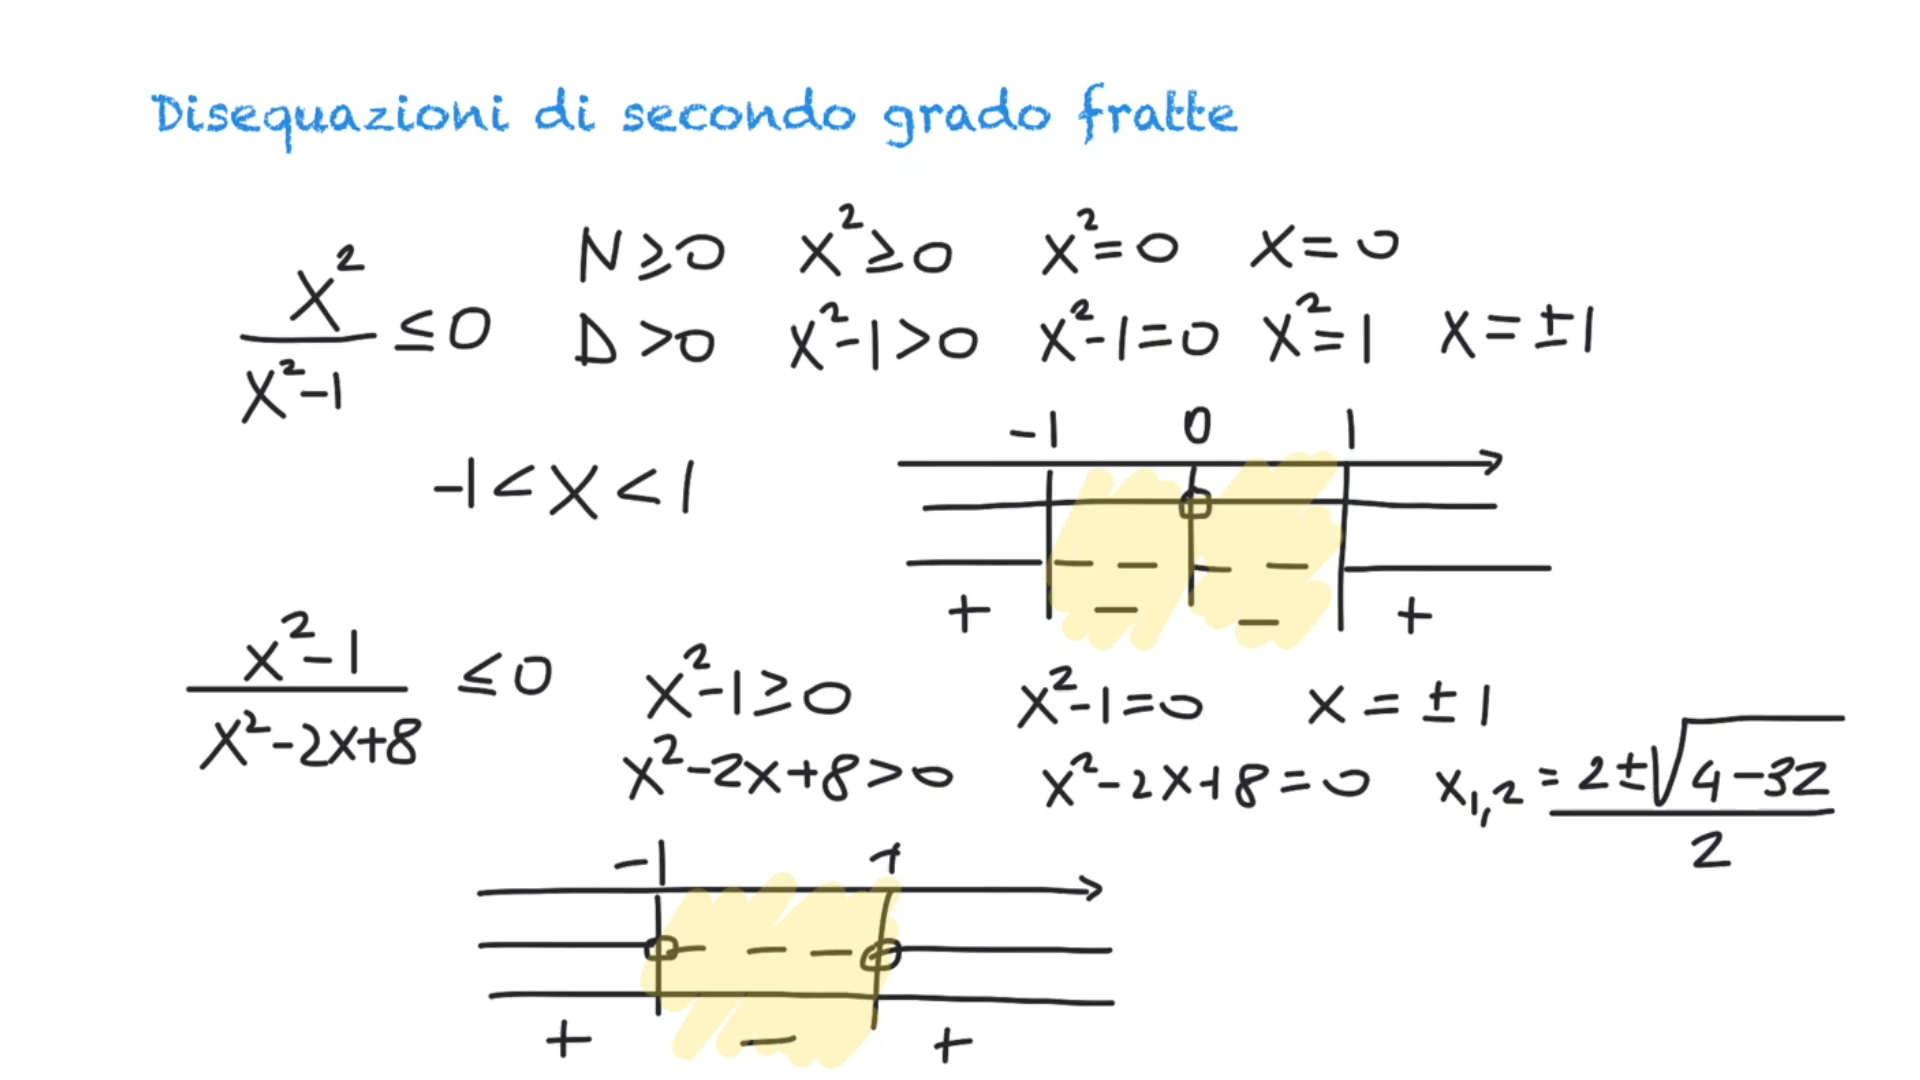 Disequazioni di secondo grado fratte
x²/(x²-1) ≤ 0
N ≥ 0 x² ≥ 0 x² = 0 x = 0
D > 0 x²-1 > 0 x²-1 = 0 x² = 1 x = ±1
-1 0 1
-1 < x < 1
+ - - +
(x²-1)/(x²-2x+8) ≤ 0
x²-1 ≥ 0 x²-1 = 0 x = ±1
x²-2x+8 > 0 x²-2x+8 = 0 x₁,₂ = (2±√(4-32))/2
-1 1
+ - +